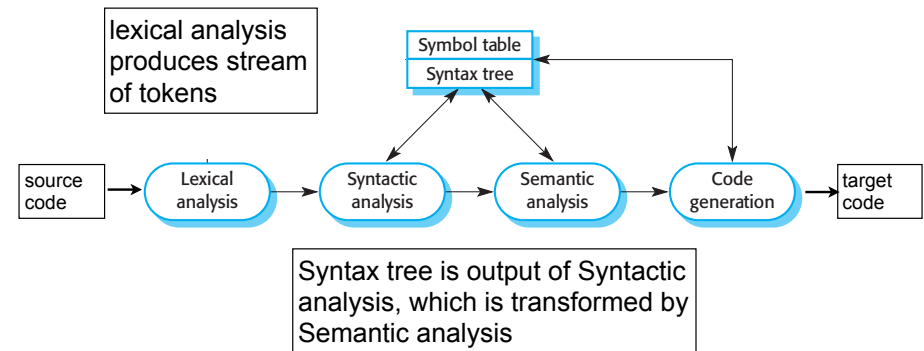 lexical analysis
produces stream
of tokens
Symbol table
Syntax tree
source
code
Lexical
analysis
Syntactic
analysis
Semantic
analysis
Code
generation
target
code
Syntax tree is output of Syntactic
analysis, which is transformed by
Semantic analysis